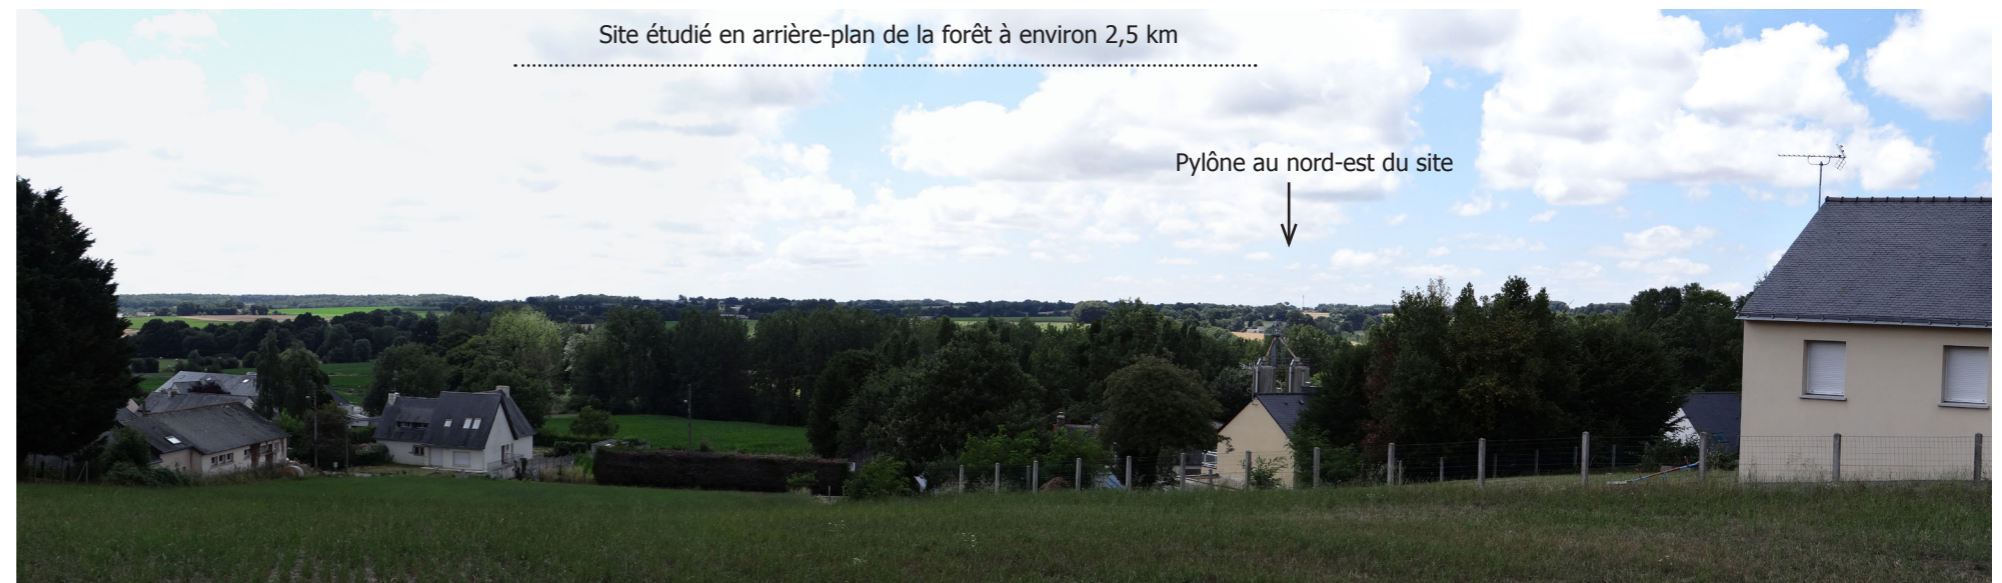 Site étudié en arrière-plan de la forêt à environ 2,5 km
Pylône au nord-est du site